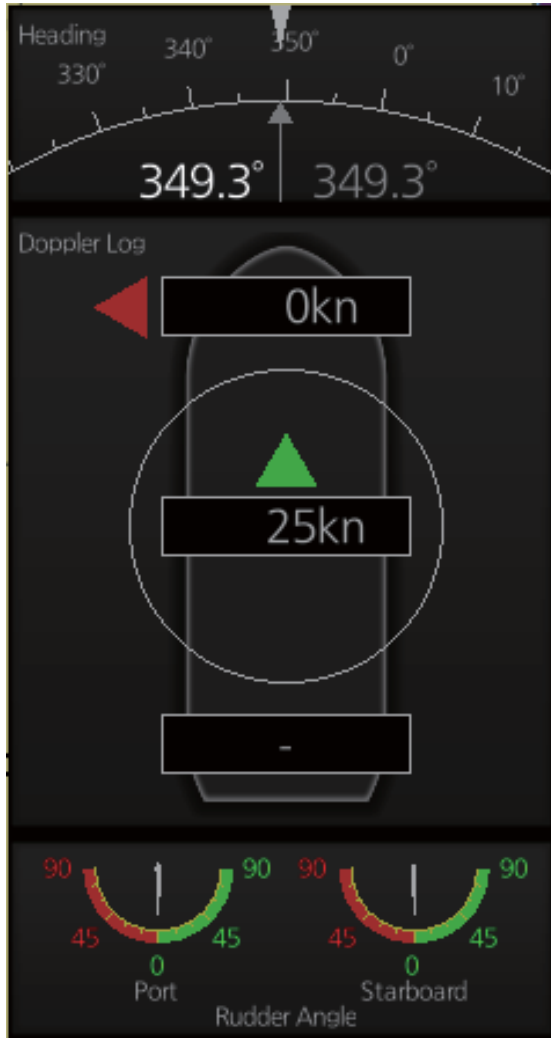 Heading
330° 340° 350° 0° 10°
349.3° 349.3°
Doppler Log
0kn
25kn
-
90 90 90 90
45 45 45 45
0 0
Port Starboard
Rudder Angle